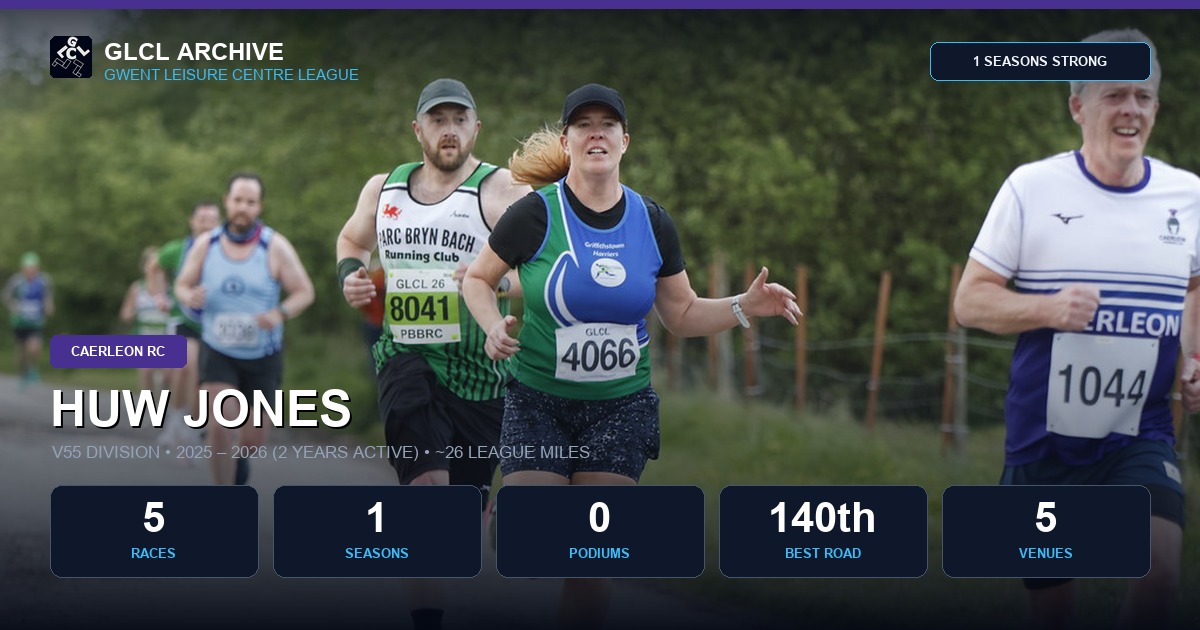 GLCL ARCHIVE
GWENT LEISURE CENTRE LEAGUE
1 SEASONS STRONG
PARC BRYN BACH
Running Club
GLCL 26
8041
PBBRC
Griffithstown
Harriers
GLCL
4066
CAERLEON
1044
CAERLEON RC
HUW JONES
V55 DIVISION • 2025 – 2026 (2 YEARS ACTIVE) • ~26 LEAGUE MILES
5
RACES
1
SEASONS
0
PODIUMS
140th
BEST ROAD
5
VENUES